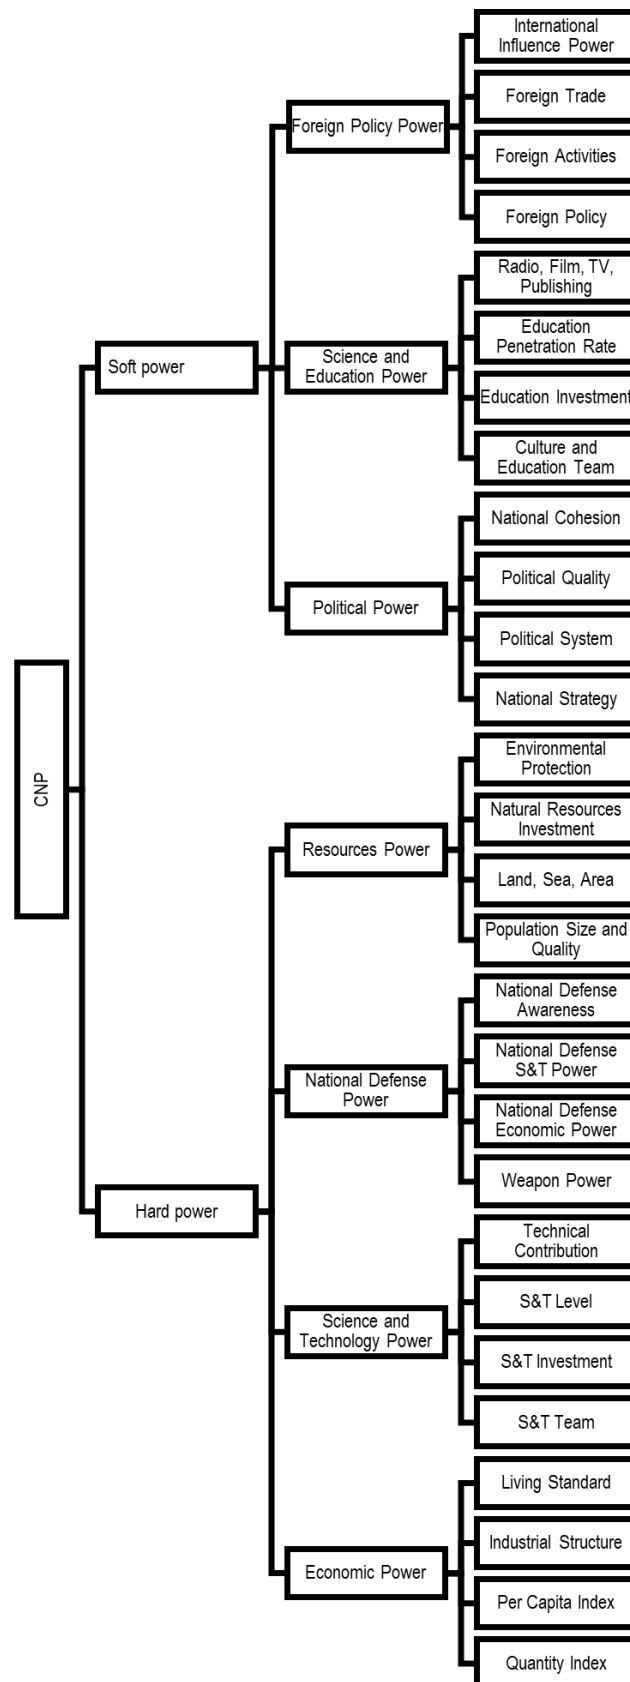 International
Influence Power
Foreign Trade
Foreign Policy Power
Foreign Activities
Foreign Policy
Radio, Film, TV,
Publishing
Education
Penetration Rate
Soft power
Science and
Education Power
Education Investment
Culture and
Education Team
National Cohesion
Political Quality
Political Power
Political System
National Strategy
CNP
Environmental
Protection
Natural Resources
Investment
Resources Power
Land, Sea, Area
Population Size and
Quality
National Defense
Awareness
National Defense
S&T Power
National Defense
Power
National Defense
Economic Power
Weapon Power
Hard power
Technical
Contribution
S&T Level
Science and
Technology Power
S&T Investment
S&T Team
Living Standard
Industrial Structure
Economic Power
Per Capita Index
Quantity Index